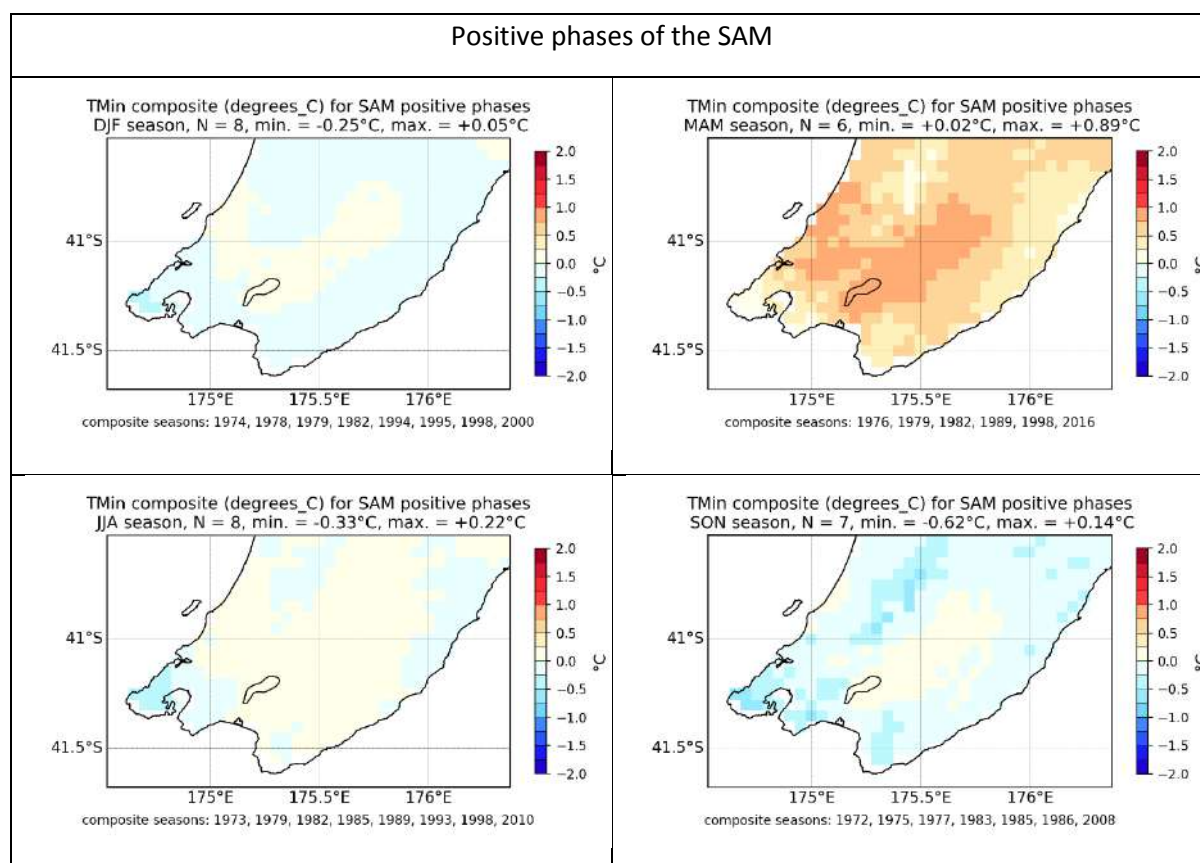 Positive phases of the SAM
TMin composite (degrees_C) for SAM positive phases
DJF season, N = 8, min. = -0.25°C, max. = +0.05°C
2.0
1.5
1.0
0.5
0.0
−0.5
−1.0
−1.5
−2.0
°C
41°S
41.5°S
175°E 175.5°E 176°E
composite seasons: 1974, 1978, 1979, 1982, 1994, 1995, 1998, 2000
TMin composite (degrees_C) for SAM positive phases
MAM season, N = 6, min. = +0.02°C, max. = +0.89°C
2.0
1.5
1.0
0.5
0.0
−0.5
−1.0
−1.5
−2.0
°C
41°S
41.5°S
175°E 175.5°E 176°E
composite seasons: 1976, 1979, 1982, 1989, 1998, 2016
TMin composite (degrees_C) for SAM positive phases
JJA season, N = 8, min. = -0.33°C, max. = +0.22°C
2.0
1.5
1.0
0.5
0.0
−0.5
−1.0
−1.5
−2.0
°C
41°S
41.5°S
175°E 175.5°E 176°E
composite seasons: 1973, 1979, 1982, 1985, 1989, 1993, 1998, 2010
TMin composite (degrees_C) for SAM positive phases
SON season, N = 7, min. = -0.62°C, max. = +0.14°C
2.0
1.5
1.0
0.5
0.0
−0.5
−1.0
−1.5
−2.0
°C
41°S
41.5°S
175°E 175.5°E 176°E
composite seasons: 1972, 1975, 1977, 1983, 1985, 1986, 2008